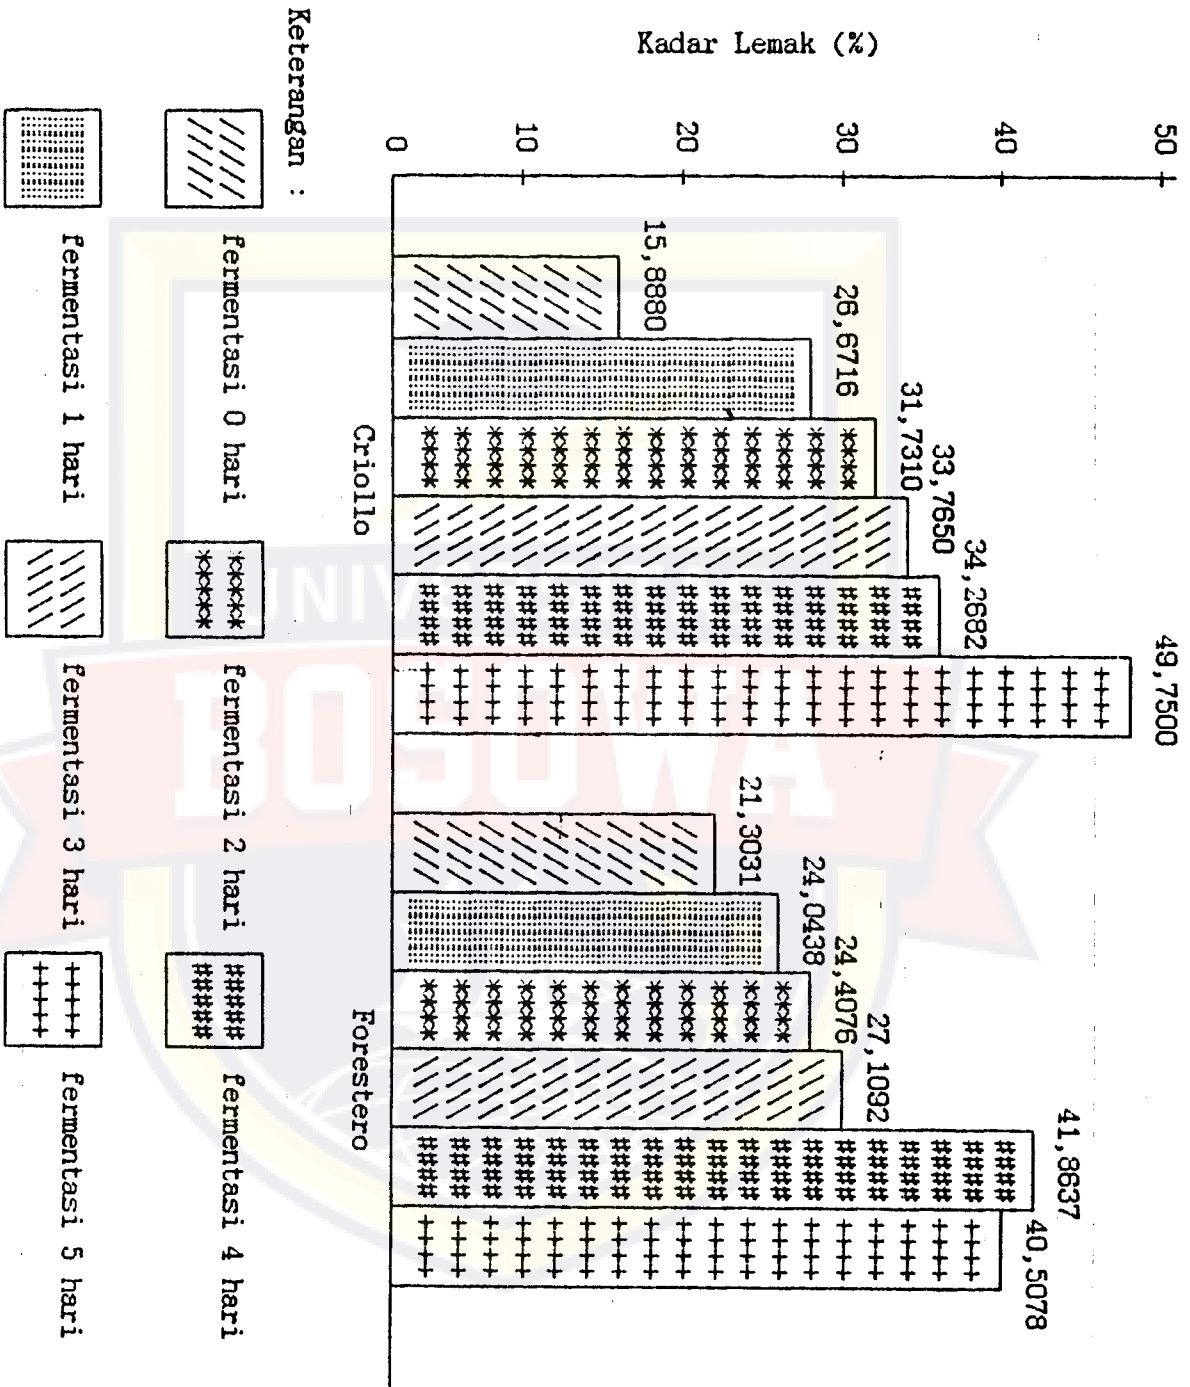 Kadar Lemak (%)
50
40
30
20
10
0
15,8880
26,6716
31,7310
33,7650
34,2682
49,7500
21,3031
24,0438
24,4076
27,1092
41,8637
40,5078
Criollo
Forestero
Keterangan :
fermentasi 0 hari
fermentasi 2 hari
fermentasi 4 hari
fermentasi 1 hari
fermentasi 3 hari
fermentasi 5 hari
BOSOWA